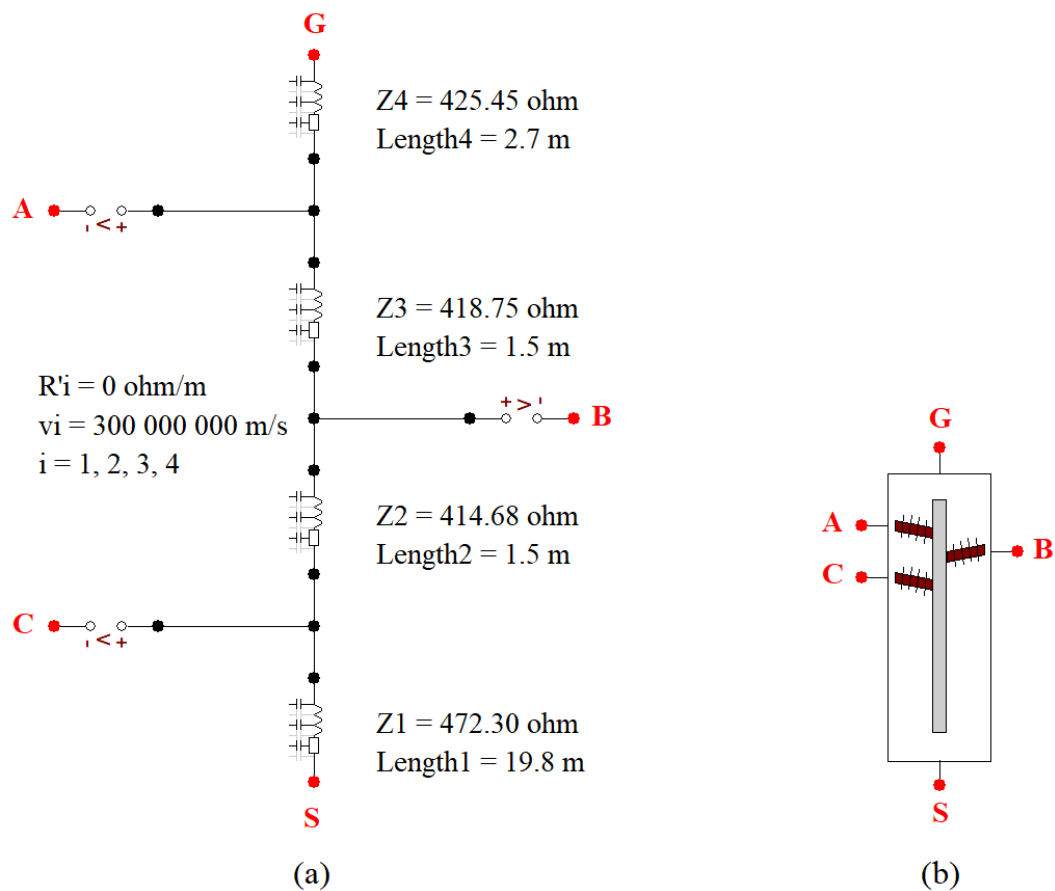 G
Z4 = 425.45 ohm
Length4 = 2.7 m
A
- < +
Z3 = 418.75 ohm
Length3 = 1.5 m
R'i = 0 ohm/m
vi = 300 000 000 m/s
i = 1, 2, 3, 4
+ > -
B
Z2 = 414.68 ohm
Length2 = 1.5 m
C
- < +
Z1 = 472.30 ohm
Length1 = 19.8 m
S
(a)
G
A
B
C
S
(b)